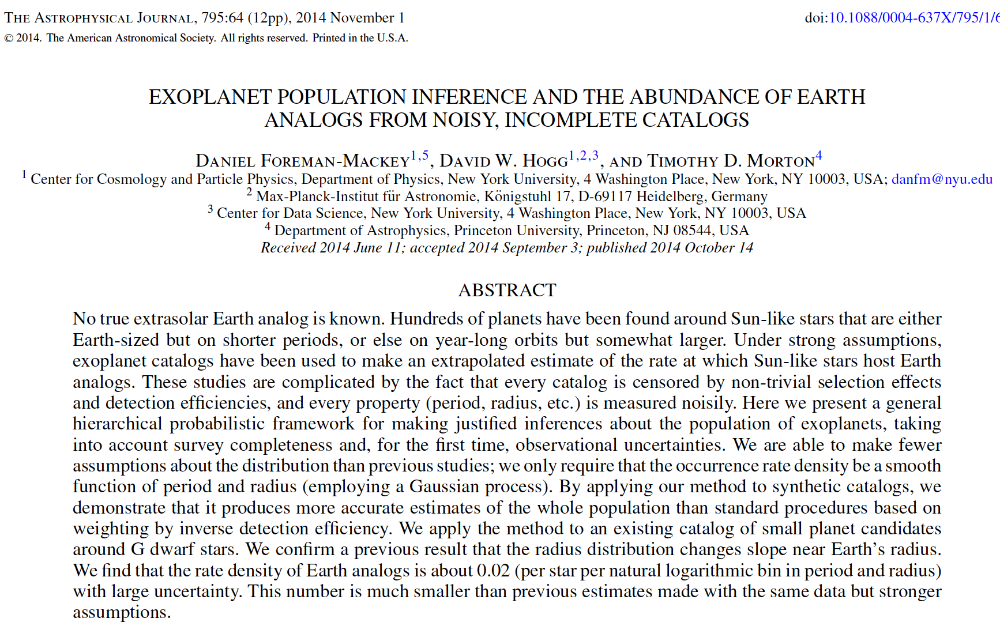 THE ASTROPHYSICAL JOURNAL, 795:64 (12pp), 2014 November 1
doi:10.1088/0004-637X/795/1/6
© 2014. The American Astronomical Society. All rights reserved. Printed in the U.S.A.
EXOPLANET POPULATION INFERENCE AND THE ABUNDANCE OF EARTH
ANALOGS FROM NOISY, INCOMPLETE CATALOGS
DANIEL FOREMAN-MACKEY1,5, DAVID W. HOGG1,2,3, AND TIMOTHY D. MORTON4
1 Center for Cosmology and Particle Physics, Department of Physics, New York University, 4 Washington Place, New York, NY 10003, USA; danfm@nyu.edu
2 Max-Planck-Institut für Astronomie, Königstuhl 17, D-69117 Heidelberg, Germany
3 Center for Data Science, New York University, 4 Washington Place, New York, NY 10003, USA
4 Department of Astrophysics, Princeton University, Princeton, NJ 08544, USA
Received 2014 June 11; accepted 2014 September 3; published 2014 October 14
ABSTRACT
No true extrasolar Earth analog is known. Hundreds of planets have been found around Sun-like stars that are either
Earth-sized but on shorter periods, or else on year-long orbits but somewhat larger. Under strong assumptions,
exoplanet catalogs have been used to make an extrapolated estimate of the rate at which Sun-like stars host Earth
analogs. These studies are complicated by the fact that every catalog is censored by non-trivial selection effects
and detection efficiencies, and every property (period, radius, etc.) is measured noisily. Here we present a general
hierarchical probabilistic framework for making justified inferences about the population of exoplanets, taking
into account survey completeness and, for the first time, observational uncertainties. We are able to make fewer
assumptions about the distribution than previous studies; we only require that the occurrence rate density be a smooth
function of period and radius (employing a Gaussian process). By applying our method to synthetic catalogs, we
demonstrate that it produces more accurate estimates of the whole population than standard procedures based on
weighting by inverse detection efficiency. We apply the method to an existing catalog of small planet candidates
around G dwarf stars. We confirm a previous result that the radius distribution changes slope near Earth's radius.
We find that the rate density of Earth analogs is about 0.02 (per star per natural logarithmic bin in period and radius)
with large uncertainty. This number is much smaller than previous estimates made with the same data but stronger
assumptions.